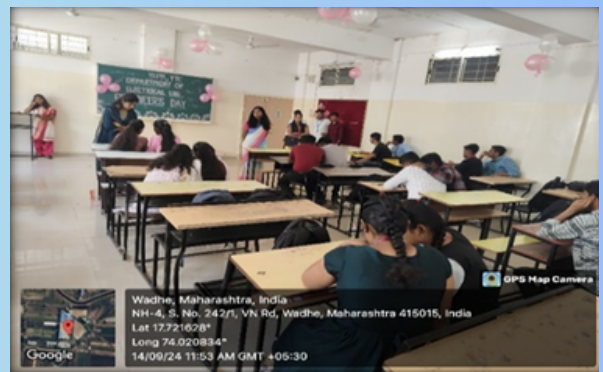 DEPARTMENT OF
ELECTRICAL ENG
DAY
GPS Map Camera
Wadhe, Maharashtra, India
NH-4, S. No. 242/1, VN Rd, Wadhe, Maharashtra 415015, India
Lat 17.721628°
Long 74.020834°
14/09/24 11:53 AM GMT +05:30
Google